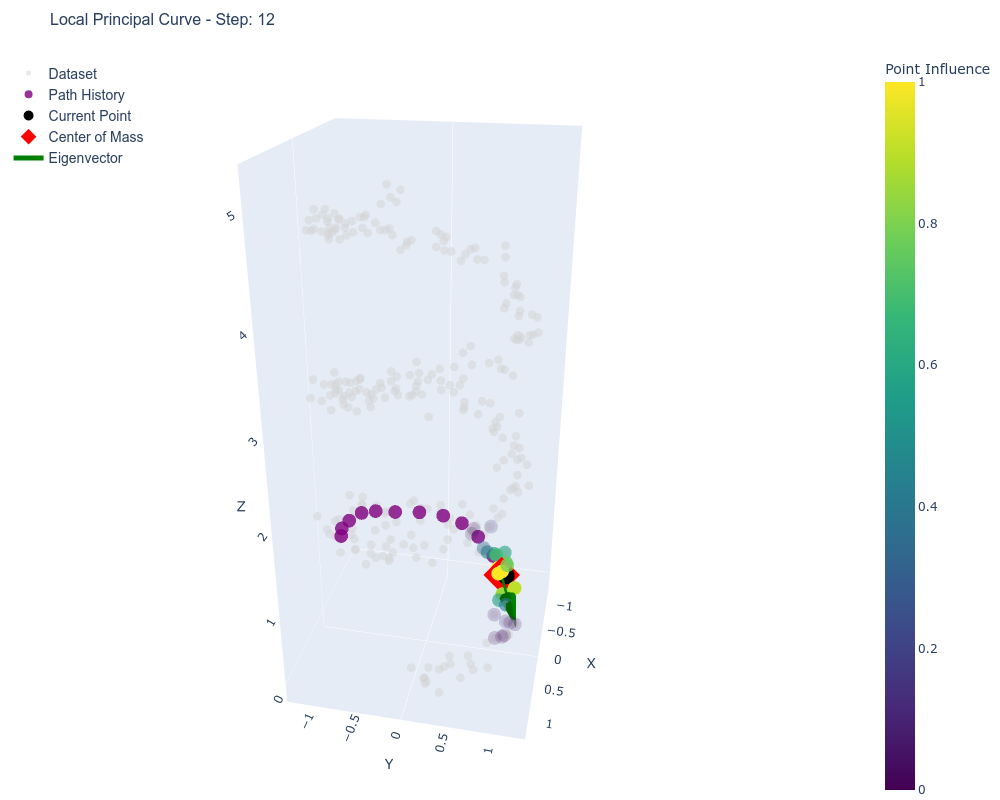 Local Principal Curve - Step: 12
Dataset
Path History
Current Point
Center of Mass
Eigenvector
Point Influence
1
0.8
0.6
0.4
0.2
0
5
4
3
Z
2
1
0
−1
−0.5
0
X
0.5
1
−1
−0.5
0
0.5
1
Y